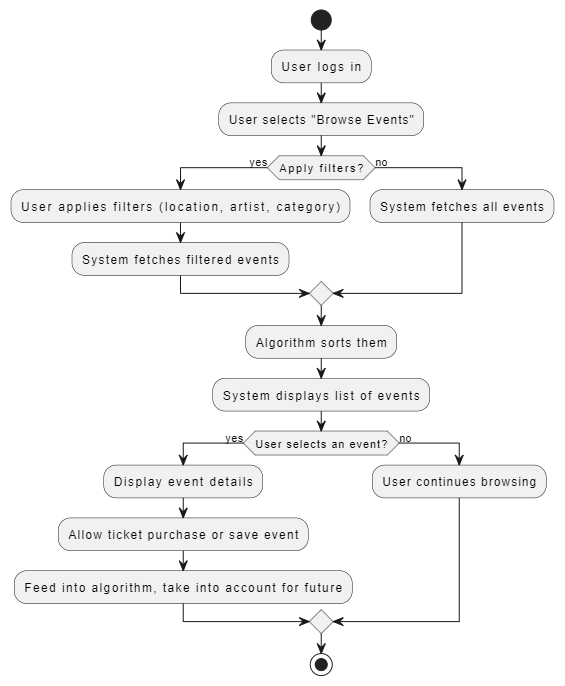 User logs in
User selects "Browse Events"
yes
Apply filters?
no
User applies filters (location, artist, category)
System fetches all events
System fetches filtered events
Algorithm sorts them
System displays list of events
yes
User selects an event?
no
Display event details
User continues browsing
Allow ticket purchase or save event
Feed into algorithm, take into account for future